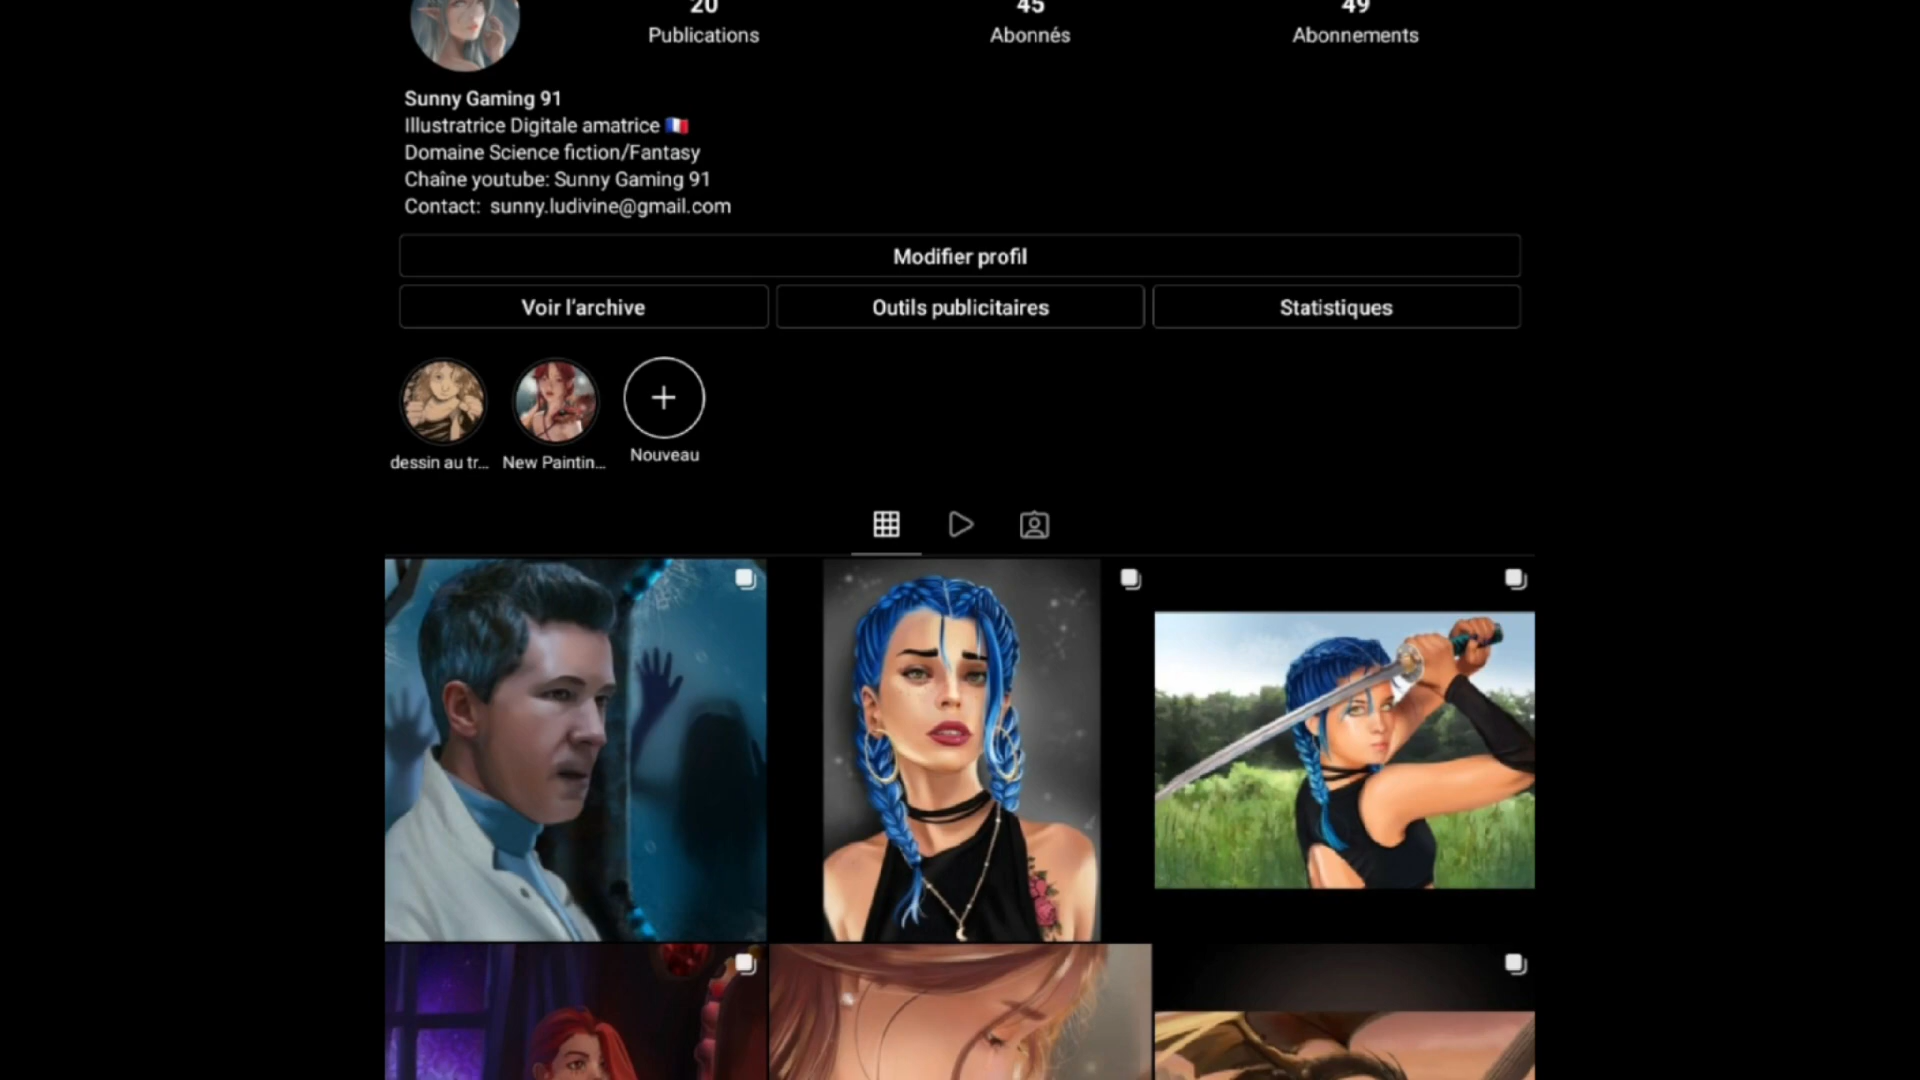 20
45
49
Publications
Abonnés
Abonnements
Sunny Gaming 91
Illustratrice Digitale amatrice 🇫🇷
Domaine Science fiction/Fantasy
Chaîne youtube: Sunny Gaming 91
Contact: sunny.ludivine@gmail.com
Modifier profil
Voir l’archive
Outils publicitaires
Statistiques
dessin au tr...
New Paintin...
Nouveau